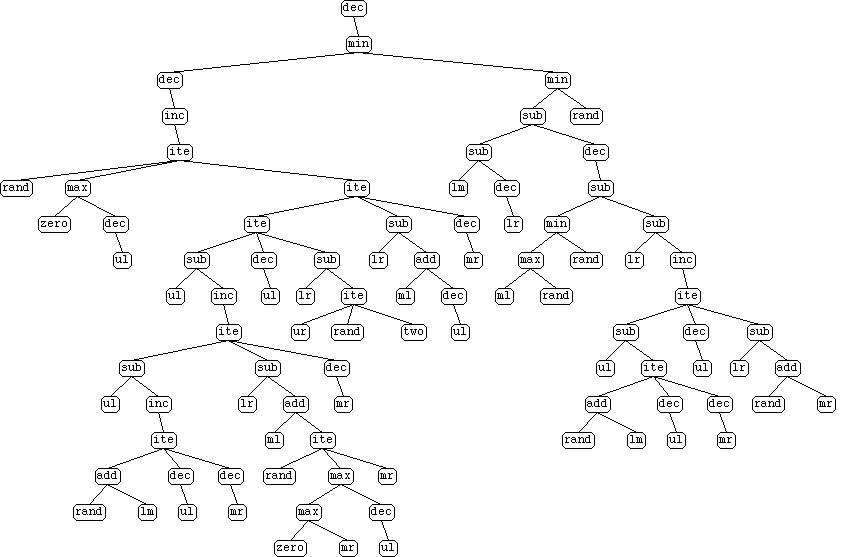 dec
min
dec min
inc sub rand
ite sub dec
rand max ite lm dec sub
zero dec ite sub dec lr min sub
ul sub dec sub lr add mr max rand lr inc
ul inc ul lr ite ml dec ml rand ite
ite ur rand two ul sub dec sub
sub sub dec ul ite ul lr add
ul inc lr add mr add dec dec rand mr
ite ml ite rand lm ul mr
add dec dec rand max mr
rand lm ul mr max dec
zero mr ul